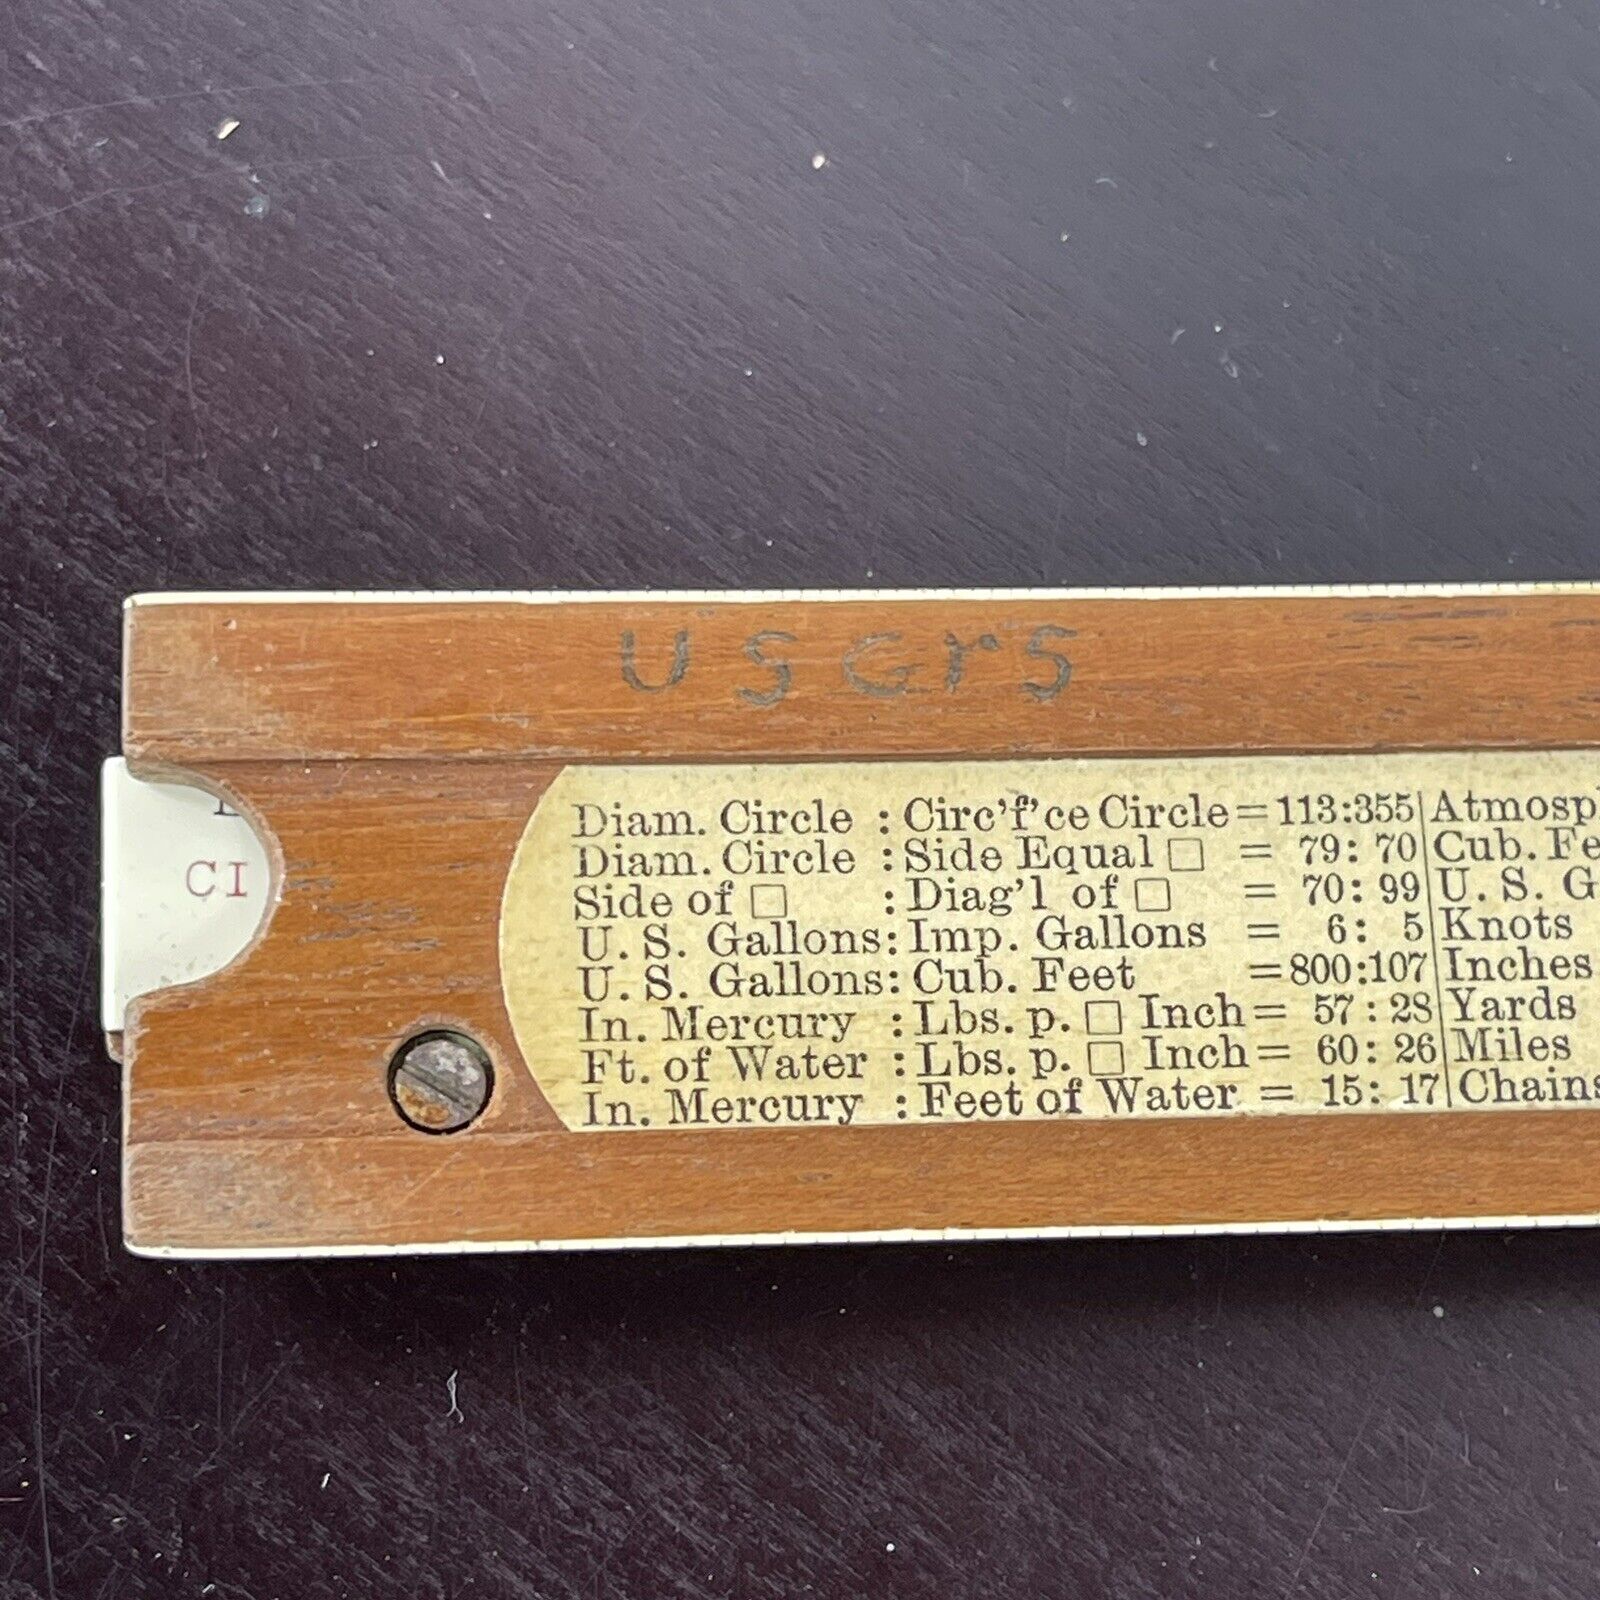 U S G r S
CI
Diam. Circle : Circ'f'ce Circle = 113:355 Atmosp
Diam. Circle : Side Equal □ = 79: 70 Cub. Fe
Side of □ : Diag'l of □ = 70: 99 U. S. G
U. S. Gallons: Imp. Gallons = 6: 5 Knots
U. S. Gallons: Cub. Feet =800:107 Inches
In. Mercury : Lbs. p. □ Inch = 57 : 28 Yards
Ft. of Water : Lbs. p. □ Inch = 60: 26 Miles
In. Mercury : Feet of Water = 15: 17 Chains